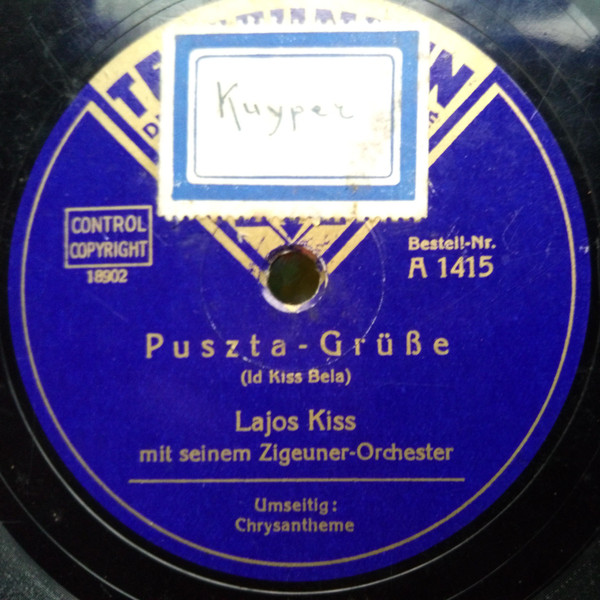 Kuyper
CONTROL
COPYRIGHT
18902
Bestell-Nr.
A 1415
Puszta-Grüße
(Id Kiss Bela)
Lajos Kiss
mit seinem Zigeuner-Orchester
Umseitig:
Chrysantheme